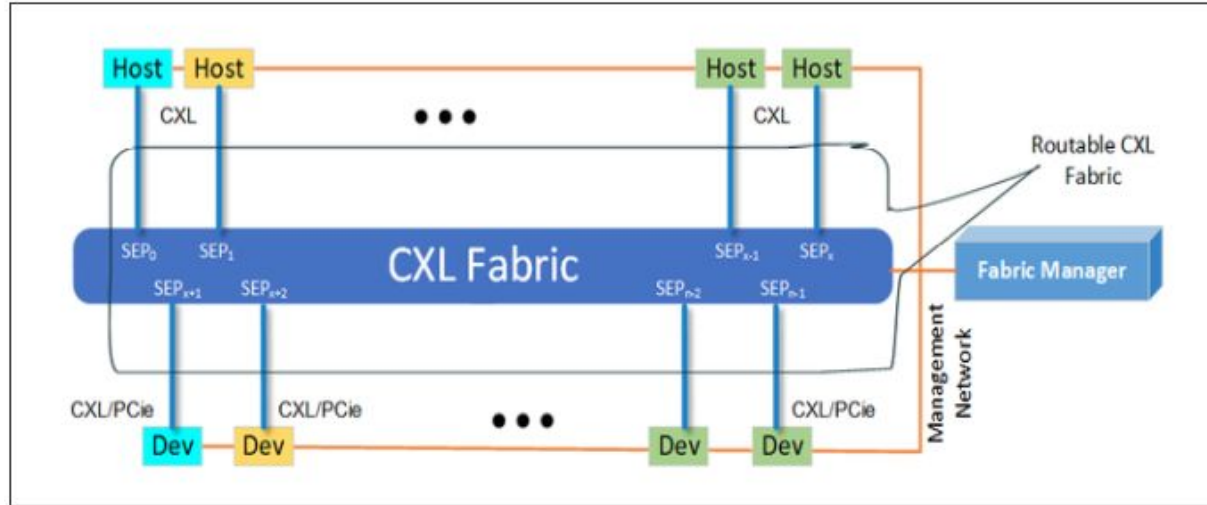 Host Host Host Host
CXL CXL
Routable CXL
Fabric
SEP₀ SEP₁ SEPₓ₋₁ SEPₓ
CXL Fabric
Fabric Manager
SEPₓ₊₁ SEPₓ₊₂ SEPₙ₋₂ SEPₙ₋₁
Management
Network
CXL/PCie CXL/PCie CXL/PCie
Dev Dev Dev Dev